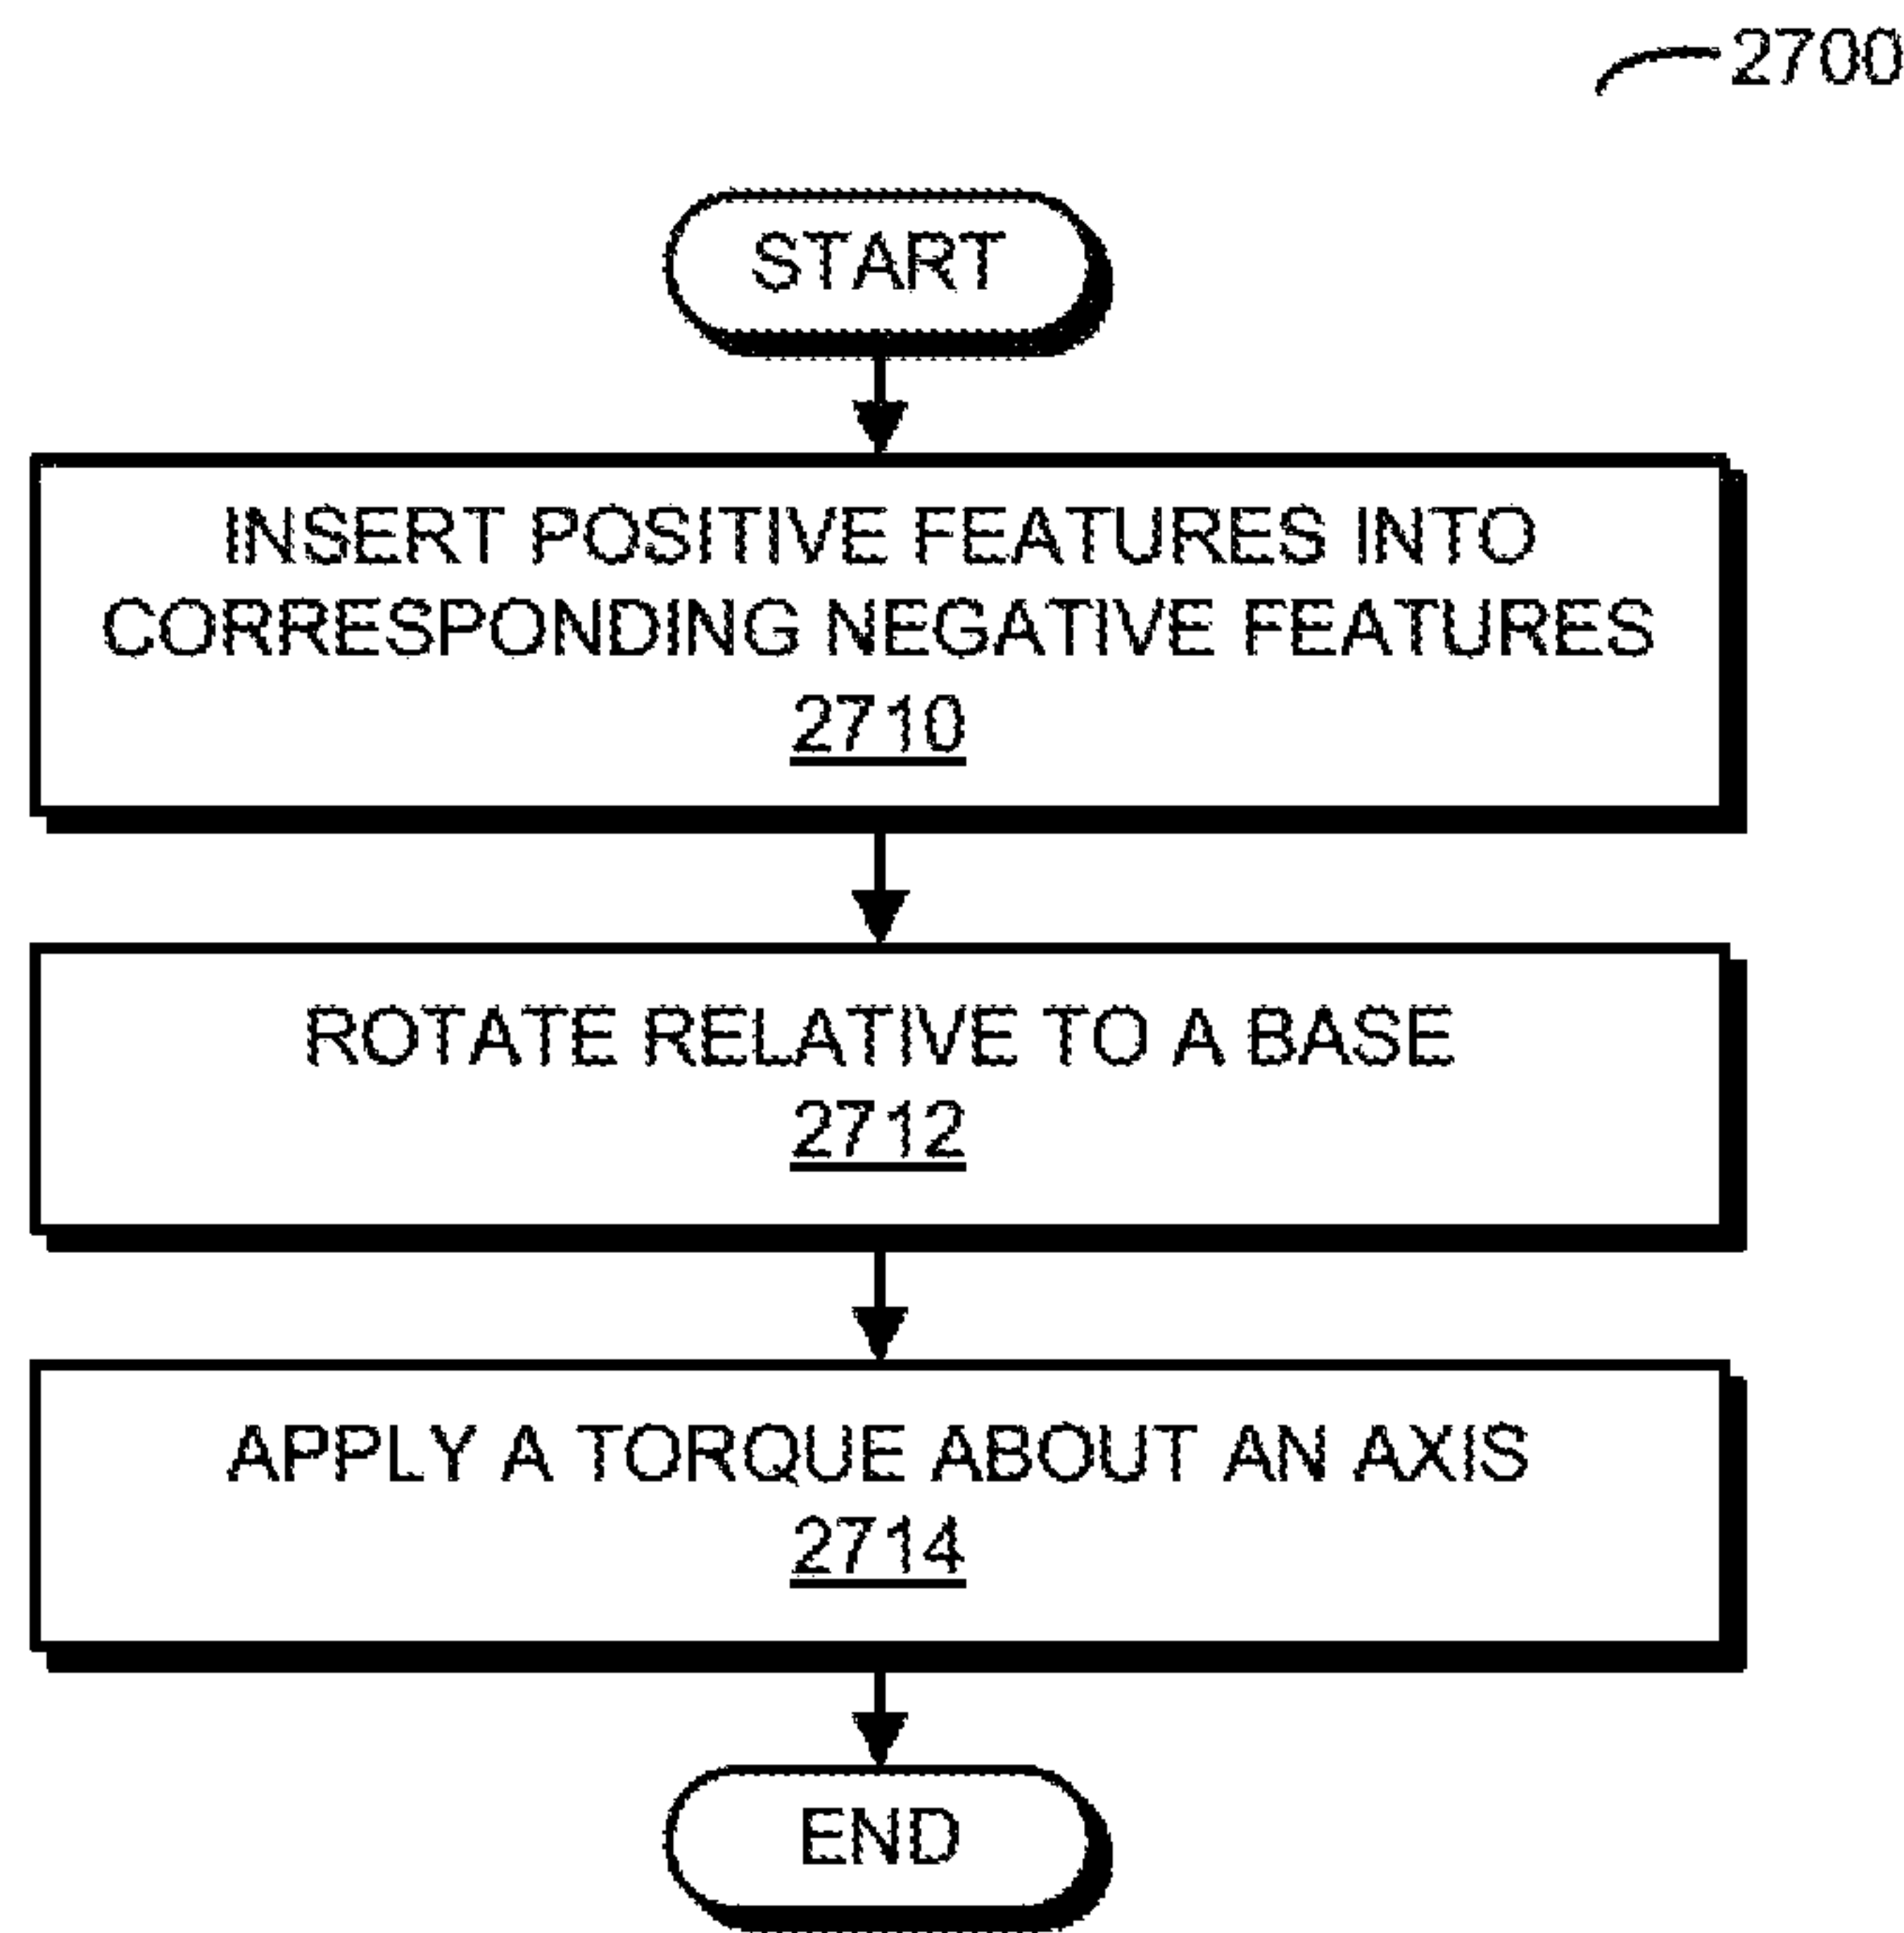 2700
START
INSERT POSITIVE FEATURES INTO
CORRESPONDING NEGATIVE FEATURES
2710
ROTATE RELATIVE TO A BASE
2712
APPLY A TORQUE ABOUT AN AXIS
2714
END